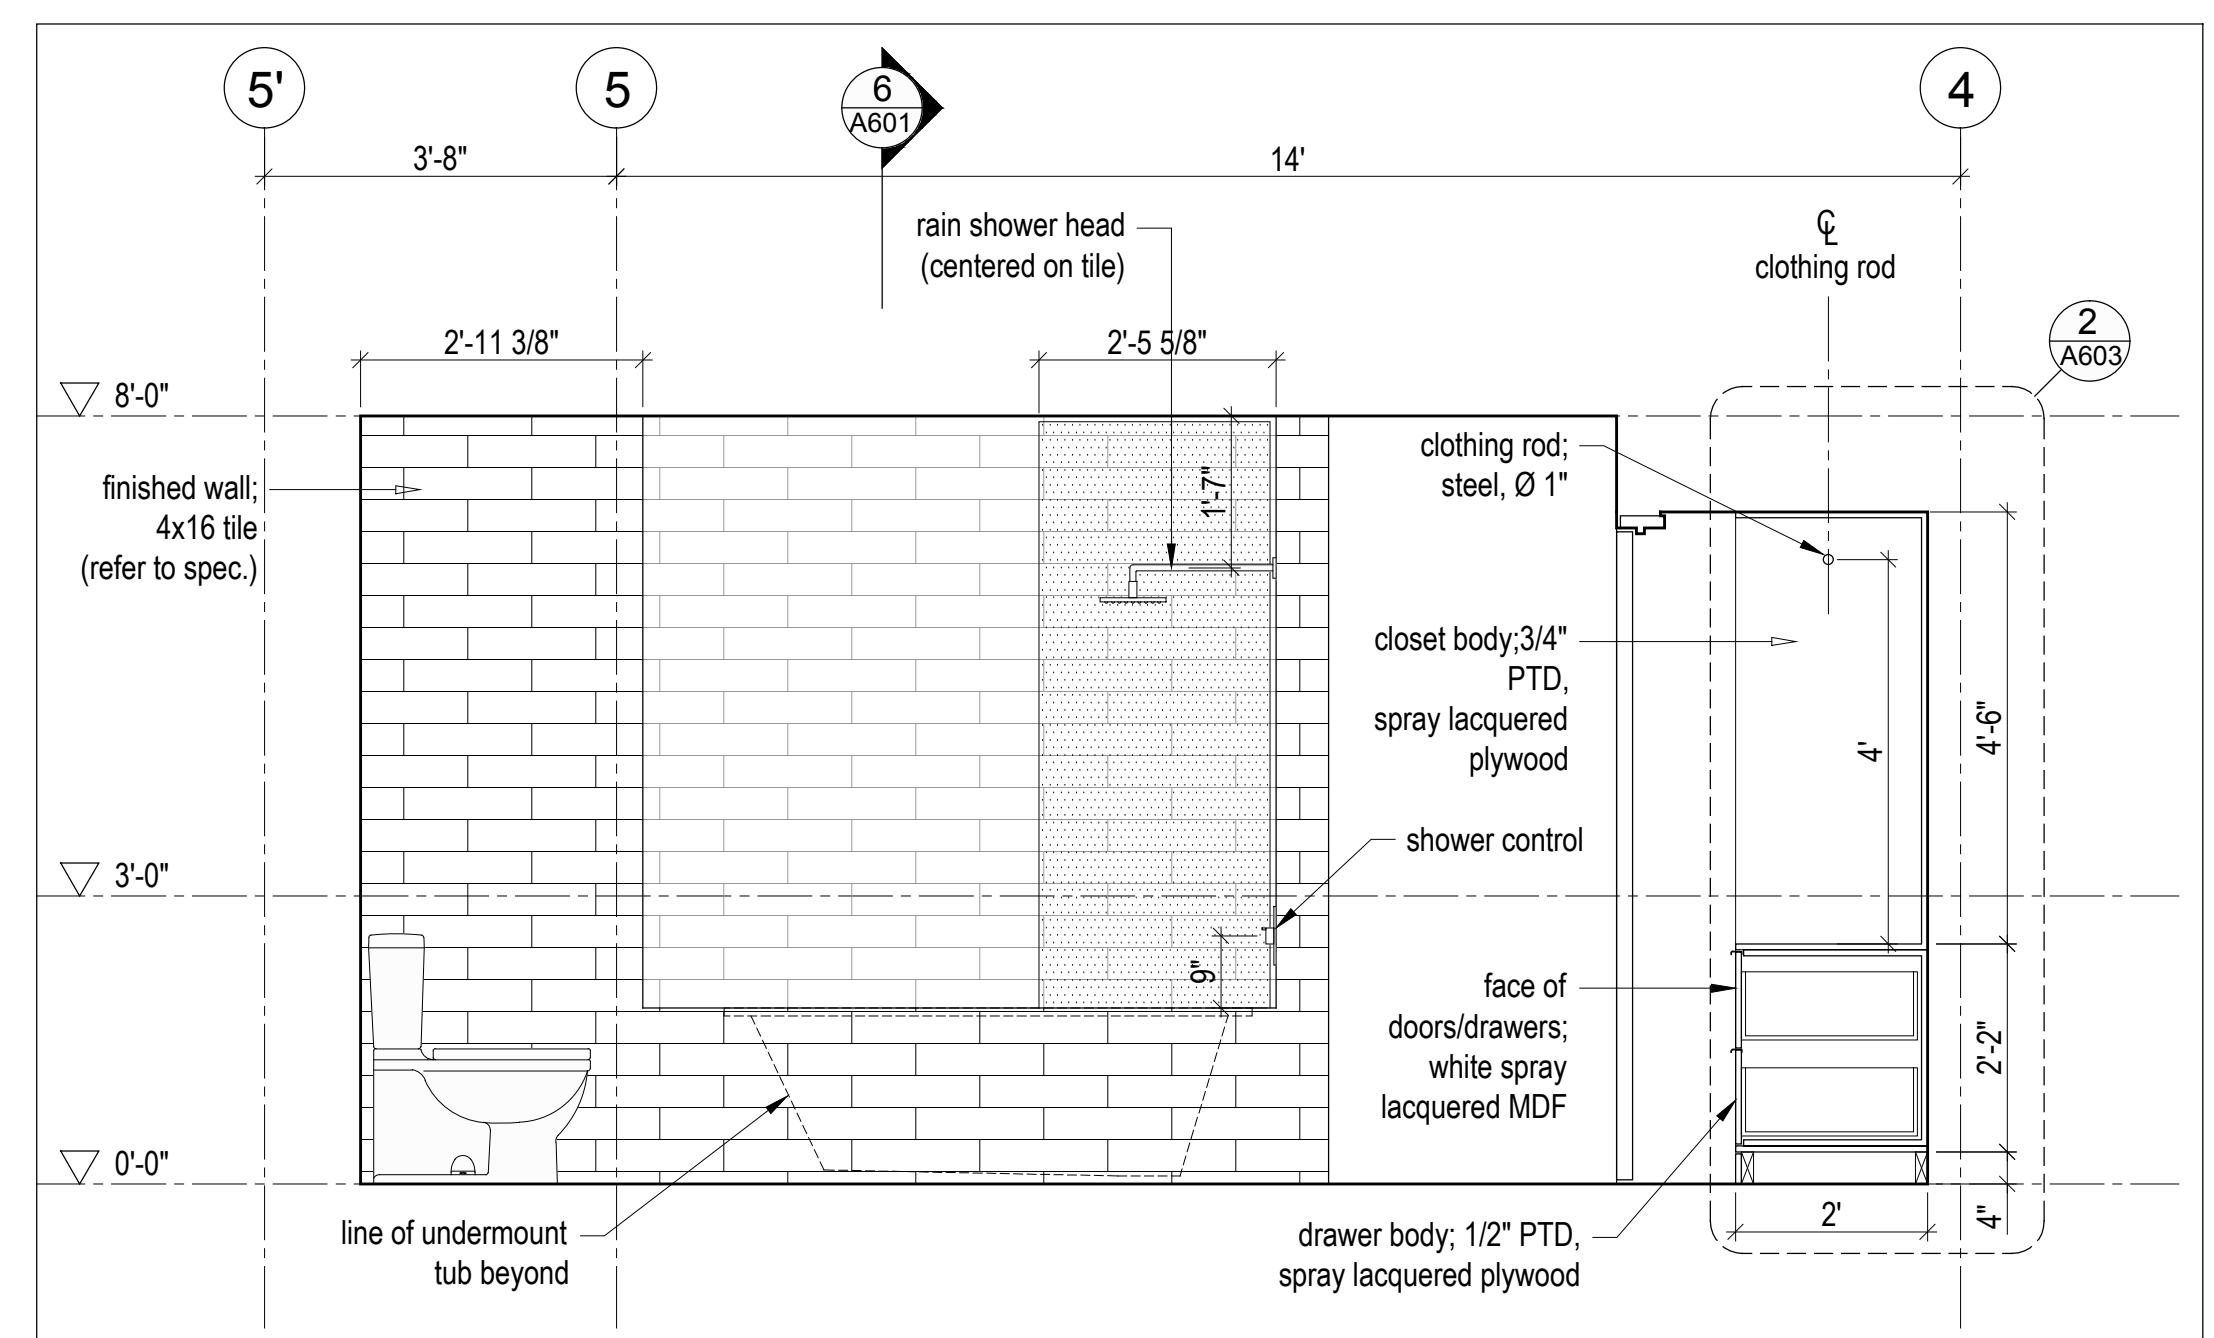 5'
5
6
A601
4
3'-8"
14'
rain shower head
(centered on tile)
℄
clothing rod
2
A603
2'-11 3/8"
2'-5 5/8"
8'-0"
clothing rod;
steel, Ø 1"
1'-7"
finished wall;
4x16 tile
(refer to spec.)
closet body;3/4"
PTD,
spray lacquered
plywood
4'
4'-6"
shower control
3'-0"
9"
face of
doors/drawers;
white spray
lacquered MDF
2'-2"
0'-0"
2'
4"
line of undermount
tub beyond
drawer body; 1/2" PTD,
spray lacquered plywood